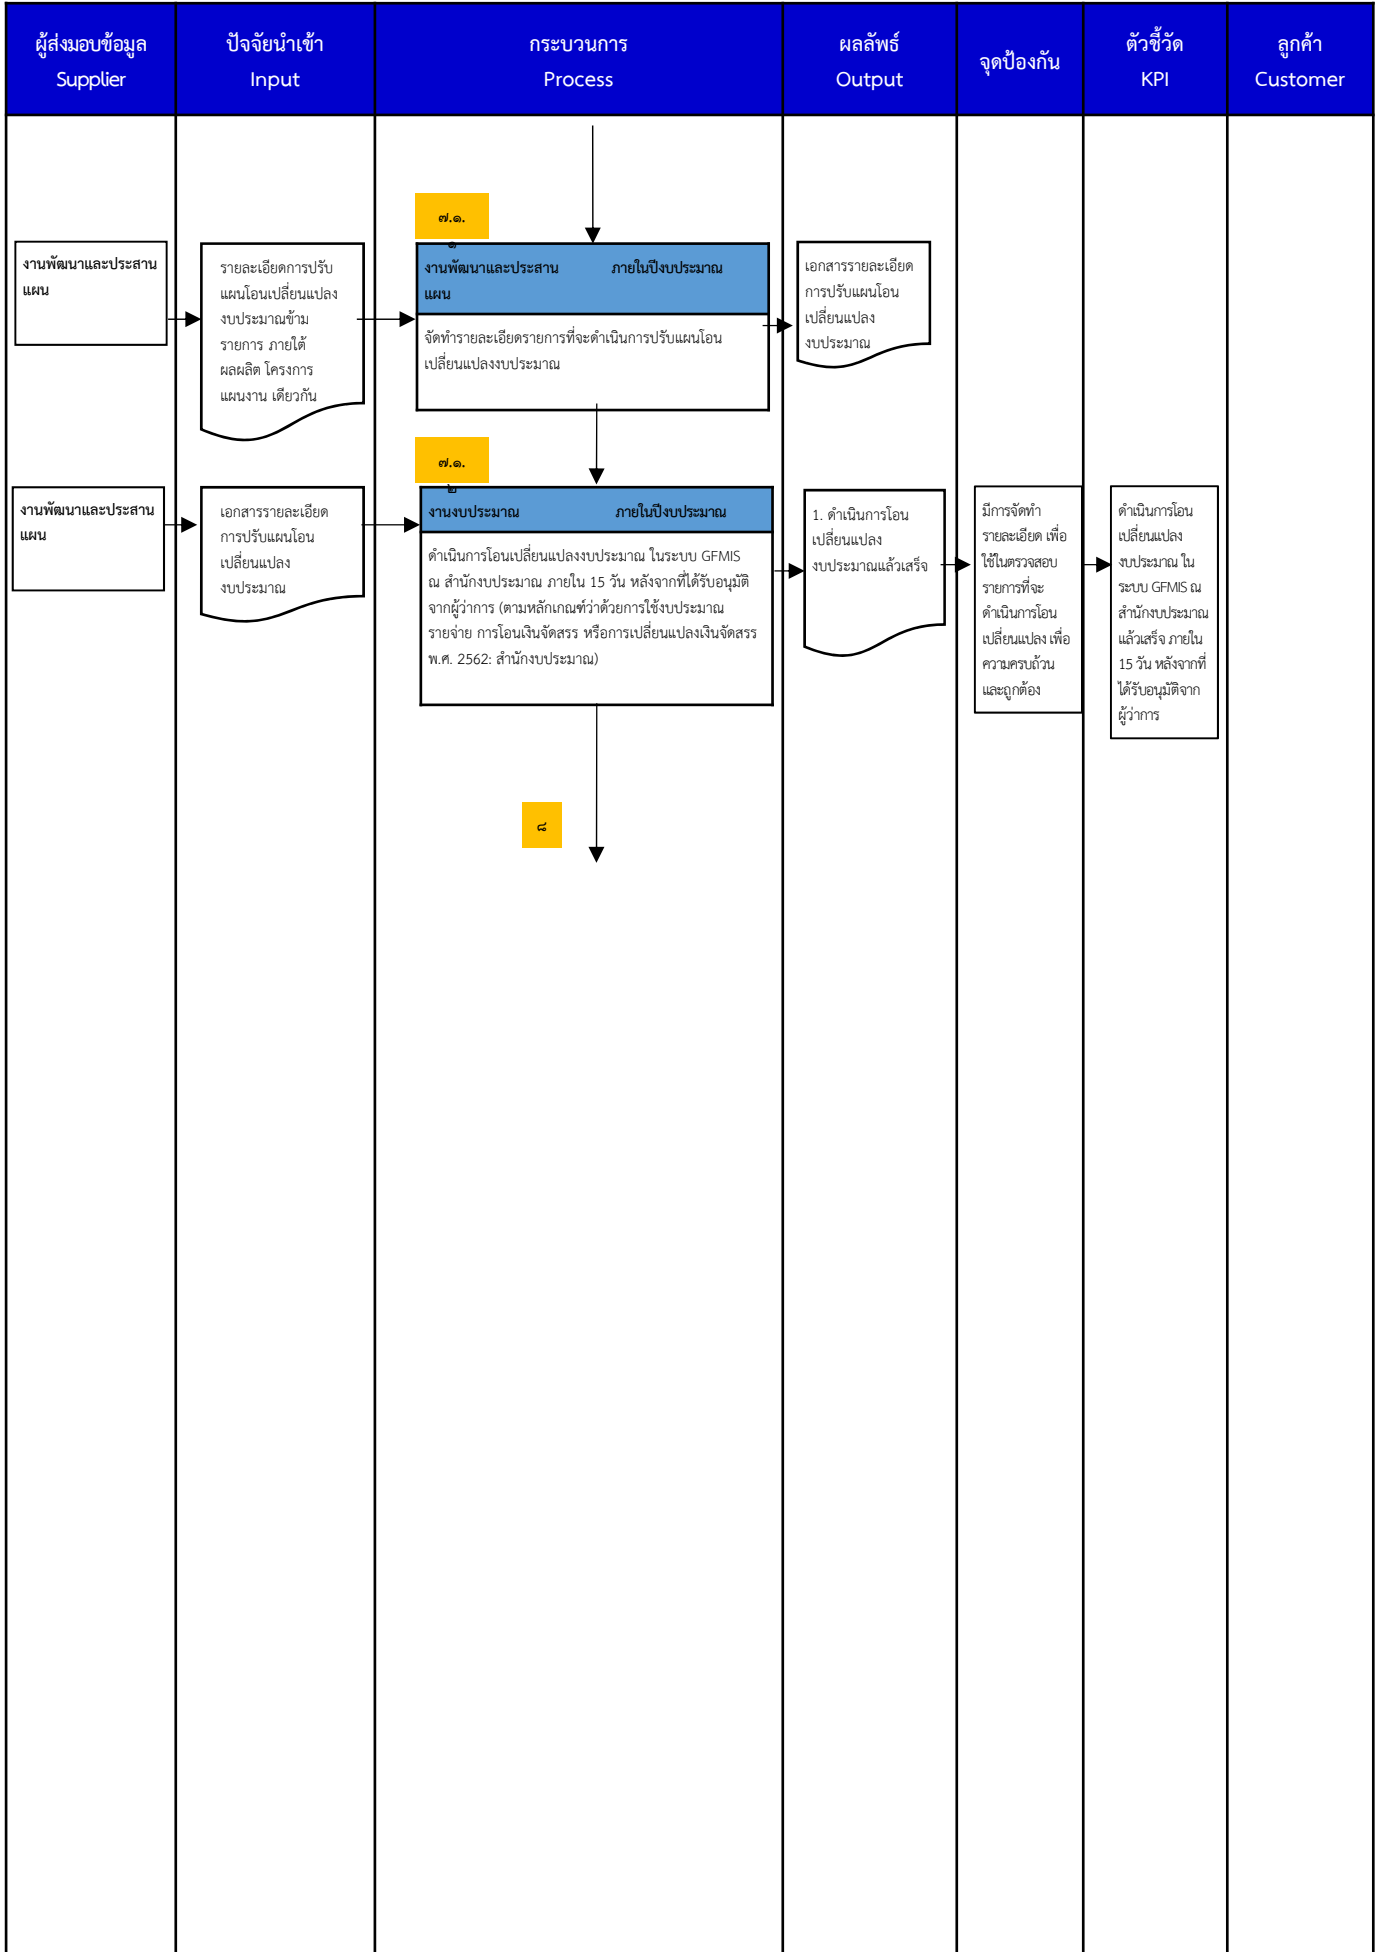 ผู้ส่งมอบข้อมูล
Supplier
ปัจจัยนำเข้า
Input
กระบวนการ
Process
ผลลัพธ์
Output
จุดป้องกัน
ตัวชี้วัด
KPI
ลูกค้า
Customer
๗.๑.
๑
งานพัฒนาและประสาน
แผน
รายละเอียดการปรับ
แผนโอนเปลี่ยนแปลง
งบประมาณข้าม
รายการ ภายใต้
ผลผลิต โครงการ
แผนงาน เดียวกัน
งานพัฒนาและประสาน ภายในปีงบประมาณ
แผน
จัดทำรายละเอียดรายการที่จะดำเนินการปรับแผนโอน
เปลี่ยนแปลงงบประมาณ
เอกสารรายละเอียด
การปรับแผนโอน
เปลี่ยนแปลง
งบประมาณ
๗.๑.
๒
งานพัฒนาและประสาน
แผน
เอกสารรายละเอียด
การปรับแผนโอน
เปลี่ยนแปลง
งบประมาณ
งานงบประมาณ ภายในปีงบประมาณ
ดำเนินการโอนเปลี่ยนแปลงงบประมาณ ในระบบ GFMIS
ณ สำนักงบประมาณ ภายใน 15 วัน หลังจากที่ได้รับอนุมัติ
จากผู้ว่าการ (ตามหลักเกณฑ์ว่าด้วยการใช้งบประมาณ
รายจ่าย การโอนเงินจัดสรร หรือการเปลี่ยนแปลงเงินจัดสรร
พ.ศ. 2562: สำนักงบประมาณ)
1. ดำเนินการโอน
เปลี่ยนแปลง
งบประมาณแล้วเสร็จ
มีการจัดทำ
รายละเอียด เพื่อ
ใช้ในตรวจสอบ
รายการที่จะ
ดำเนินการโอน
เปลี่ยนแปลง เพื่อ
ความครบถ้วน
และถูกต้อง
ดำเนินการโอน
เปลี่ยนแปลง
งบประมาณ ใน
ระบบ GFMIS ณ
สำนักงบประมาณ
แล้วเสร็จ ภายใน
15 วัน หลังจากที่
ได้รับอนุมัติจาก
ผู้ว่าการ
๘